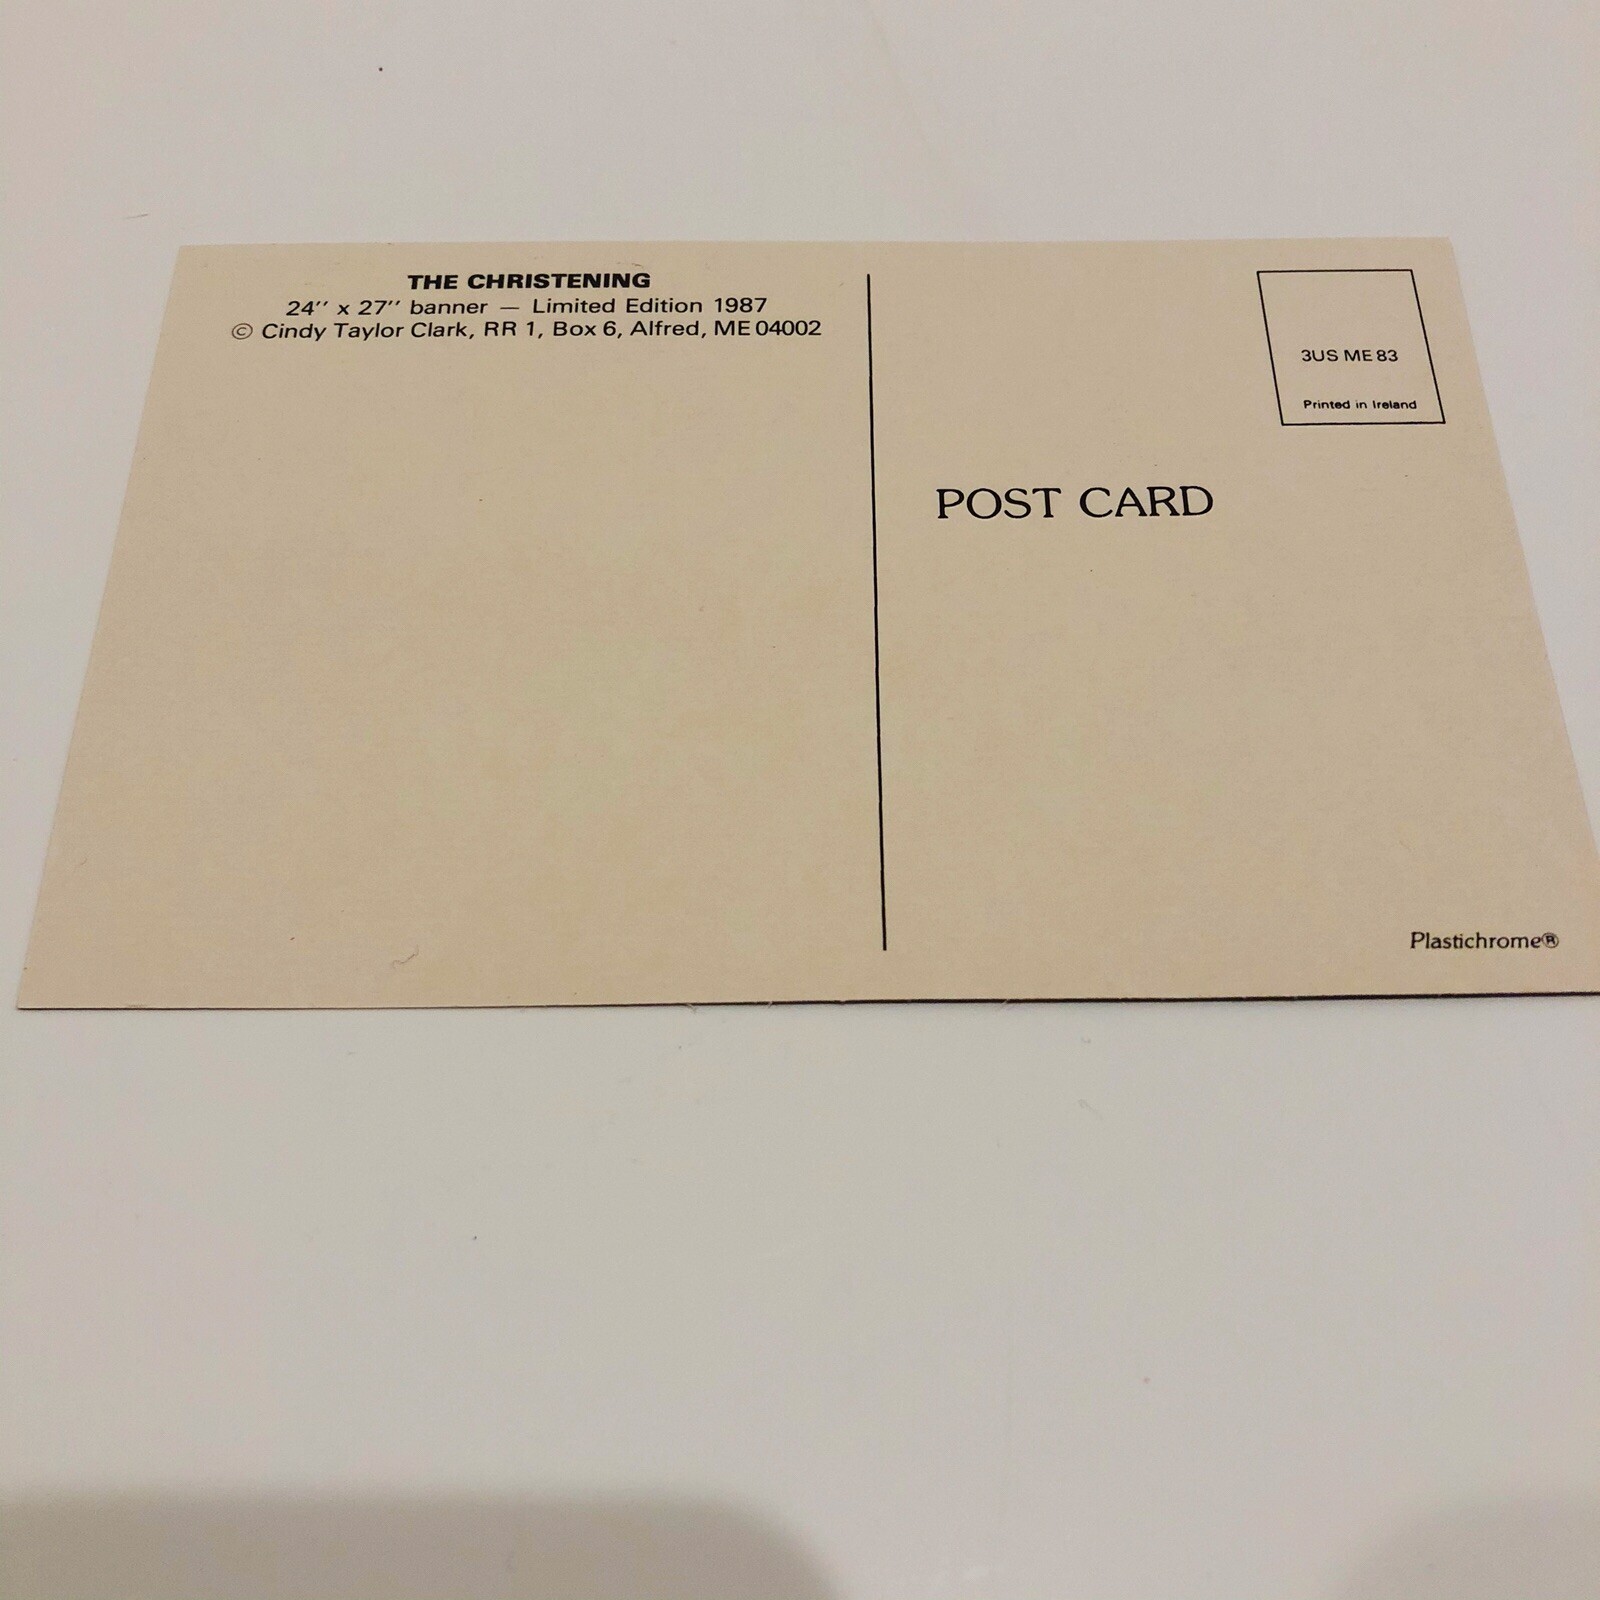 THE CHRISTENING
24'' x 27'' banner — Limited Edition 1987
© Cindy Taylor Clark, RR 1, Box 6, Alfred, ME 04002
3US ME 83
Printed in Ireland
POST CARD
Plastichrome®